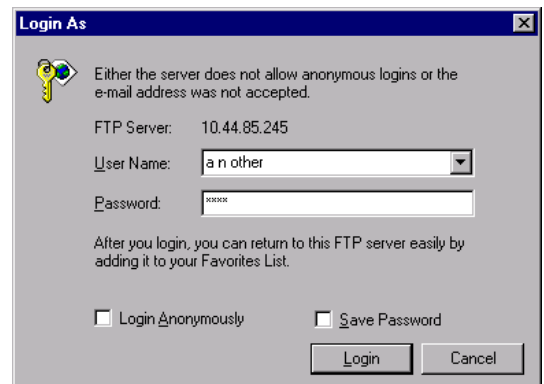 Login As
Either the server does not allow anonymous logins or the
e-mail address was not accepted.
FTP Server: 10.44.85.245
User Name: a n other
Password: ****
After you login, you can return to this FTP server easily by
adding it to your Favorites List.
Login Anonymously Save Password
Login Cancel